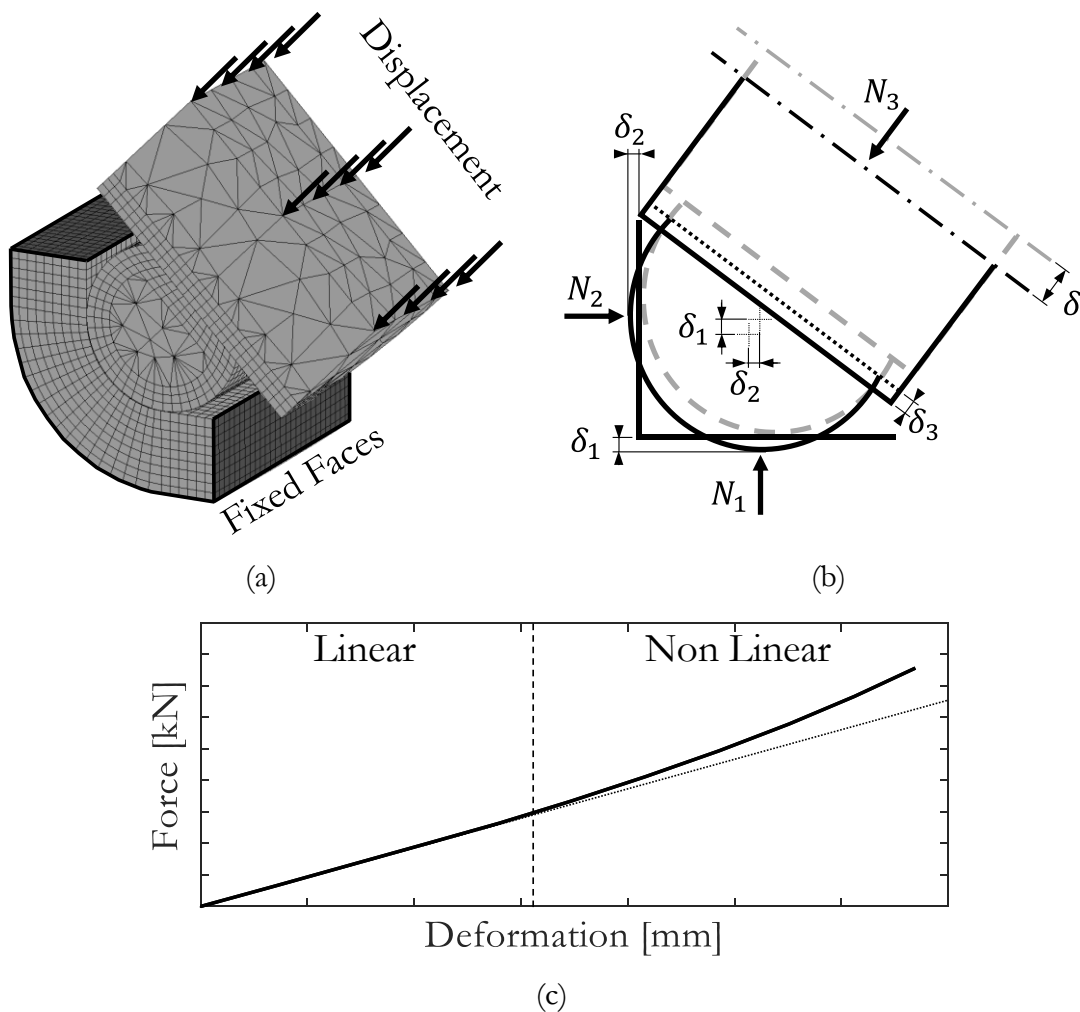 Displacement
Fixed Faces
(a)
N₃
δ₂
δ
N₂
δ₁
δ₂
δ₃
δ₁
N₁
(b)
Linear
Non Linear
Force [kN]
Deformation [mm]
(c)